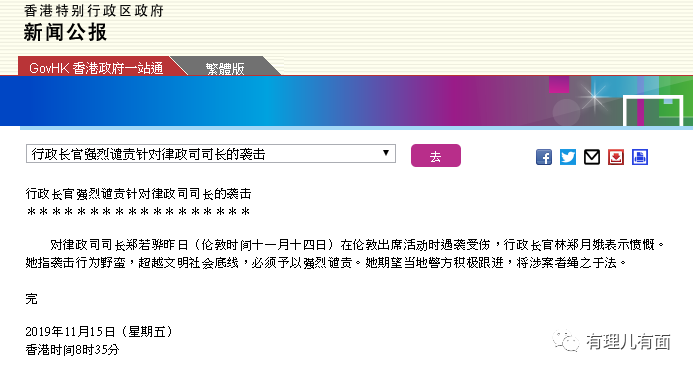 香港特别行政区政府
新闻公报
GovHK 香港政府一站通
繁體版
行政长官强烈谴责针对律政司司长的袭击
去
行政长官强烈谴责针对律政司司长的袭击
＊＊＊＊＊＊＊＊＊＊＊＊＊＊＊＊＊＊
对律政司司长郑若骅昨日（伦敦时间十一月十四日）在伦敦出席活动时遇袭受伤，行政长官林郑月娥表示愤慨。
她指袭击行为野蛮，超越文明社会底线，必须予以强烈谴责。她期望当地警方积极跟进，将涉案者绳之于法。
完
2019年11月15日（星期五）
香港时间8时35分
有理儿有面